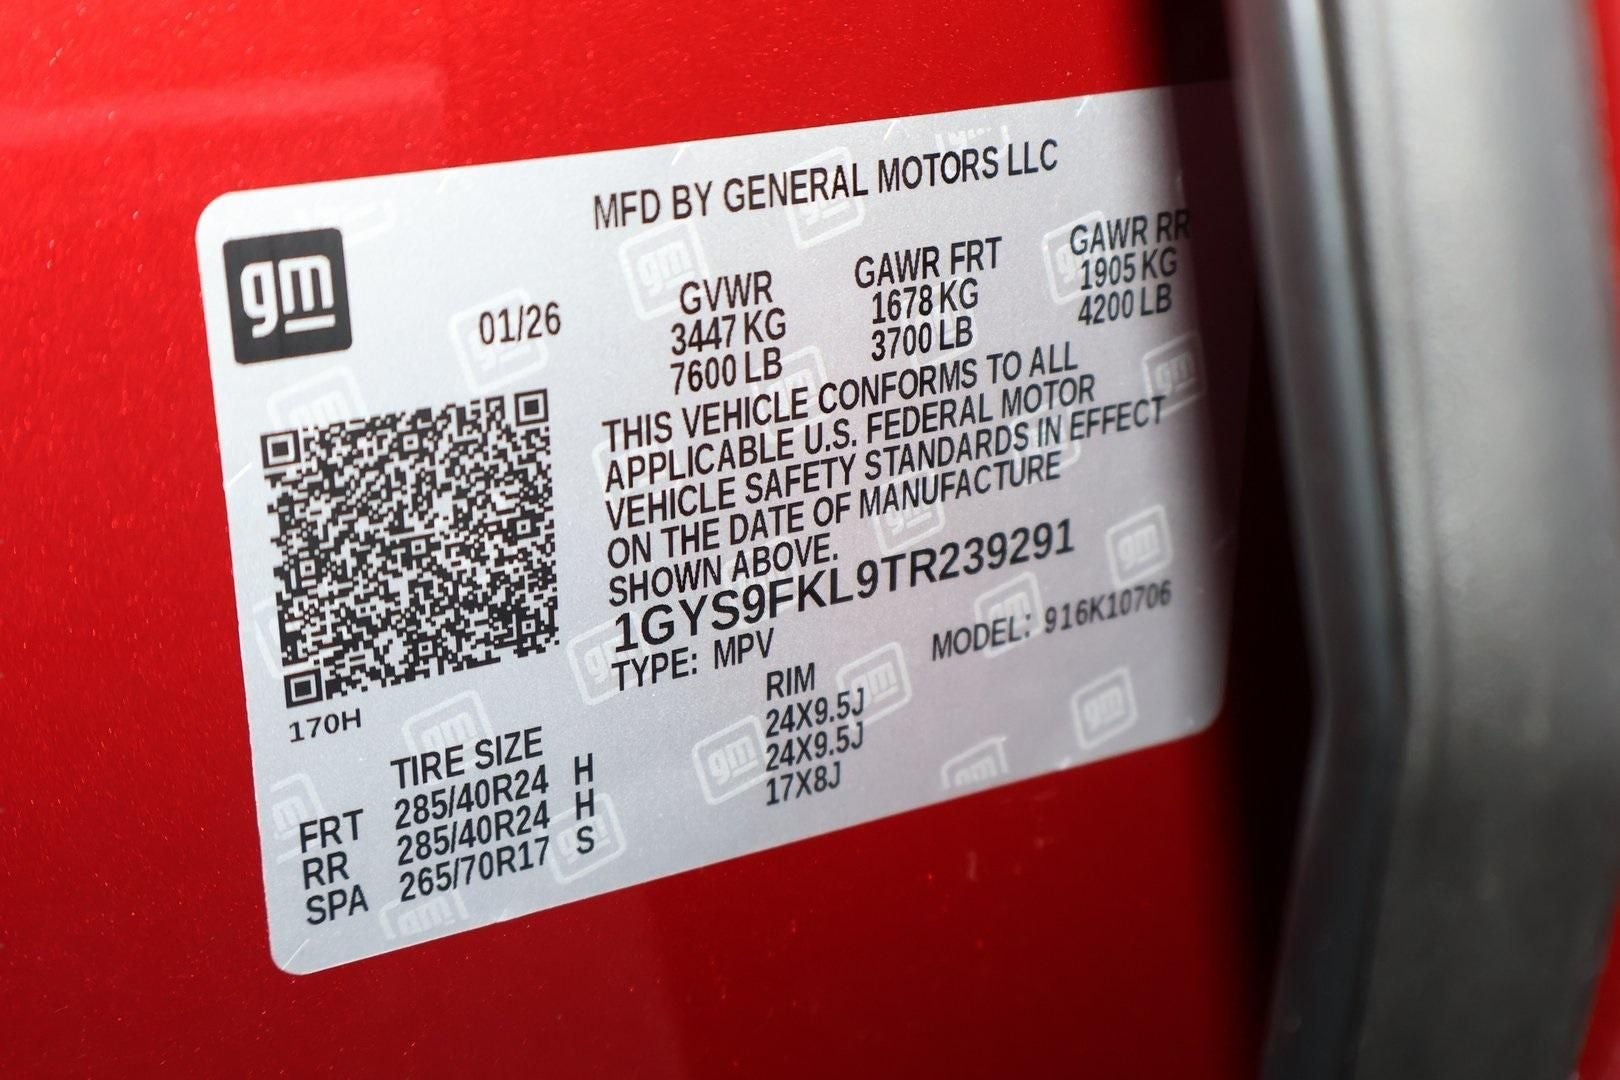 MFD BY GENERAL MOTORS LLC
gm
01/26
GVWR
3447 KG
7600 LB
GAWR FRT
1678 KG
3700 LB
GAWR RR
1905 KG
4200 LB
THIS VEHICLE CONFORMS TO ALL
APPLICABLE U.S. FEDERAL MOTOR
VEHICLE SAFETY STANDARDS IN EFFECT
ON THE DATE OF MANUFACTURE
SHOWN ABOVE.
1GYS9FKL9TR239291
TYPE: MPV
MODEL: 916K10706
170H
TIRE SIZE
RIM
FRT 285/40R24 H 24X9.5J
RR 285/40R24 H 24X9.5J
SPA 265/70R17 S 17X8J